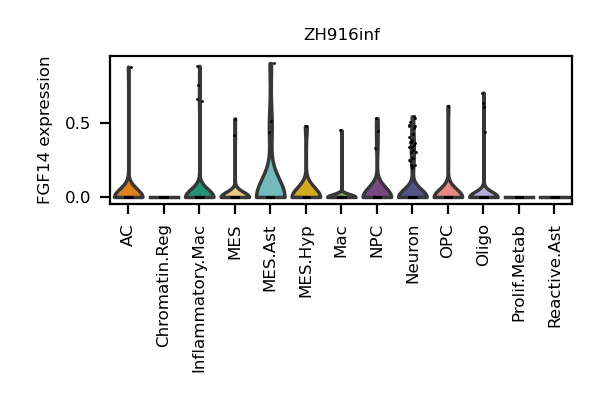 ZH916inf
FGF14 expression
0.5
0.0
AC
Chromatin.Reg
Inflammatory.Mac
MES
MES.Ast
MES.Hyp
Mac
NPC
Neuron
OPC
Oligo
Prolif.Metab
Reactive.Ast